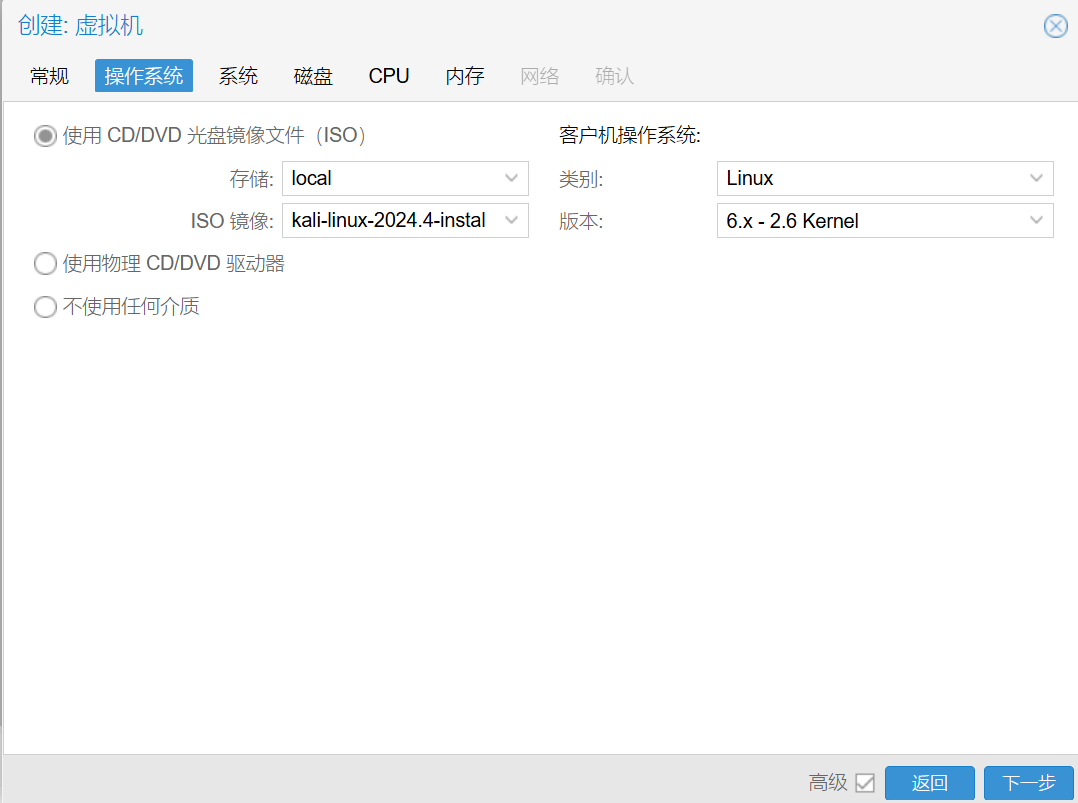 创建: 虚拟机
常规 操作系统 系统 磁盘 CPU 内存 网络 确认
使用 CD/DVD 光盘镜像文件（ISO） 客户机操作系统:
存储: local 类别: Linux
ISO 镜像: kali-linux-2024.4-instal 版本: 6.x - 2.6 Kernel
使用物理 CD/DVD 驱动器
不使用任何介质
高级 返回 下一步